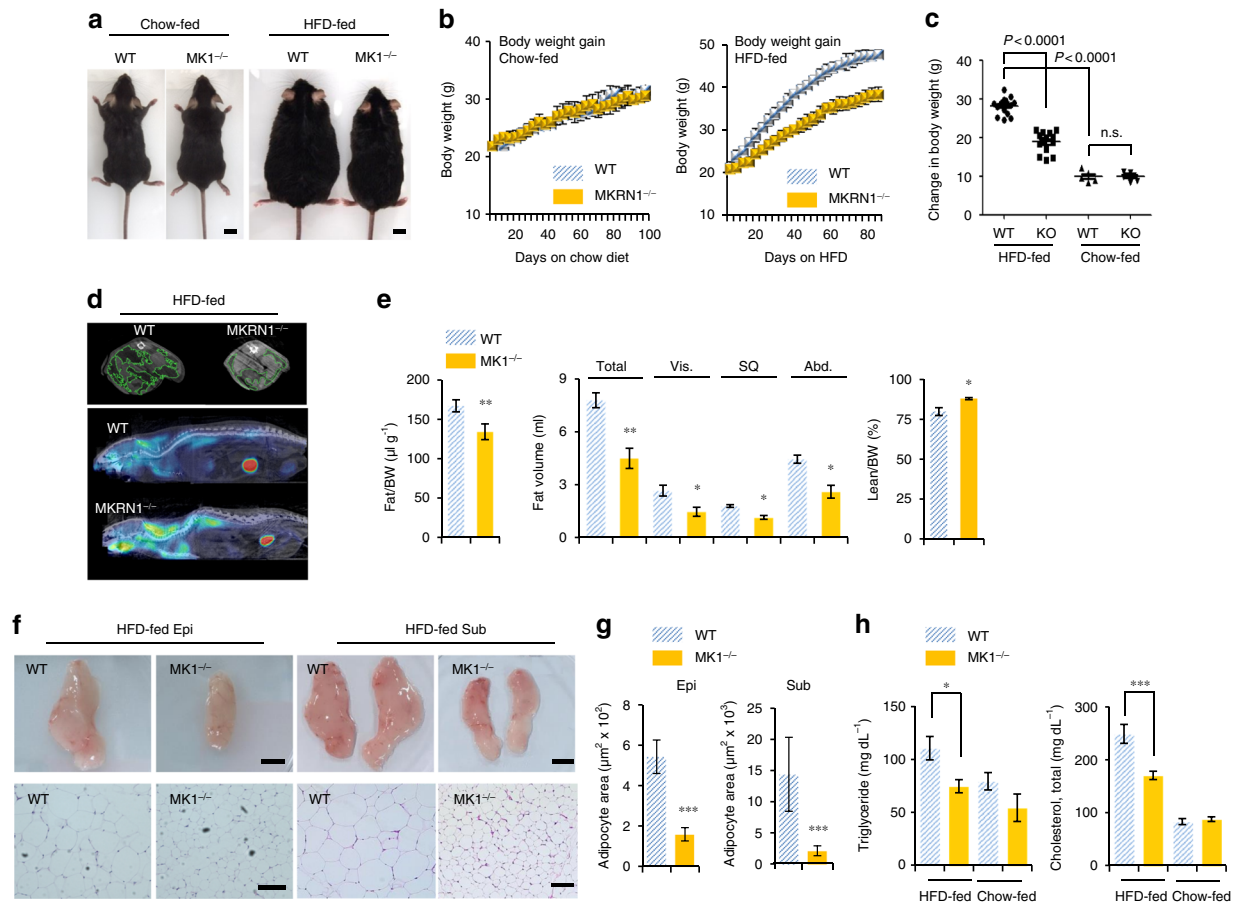 a
Chow-fed
HFD-fed
WT
MK1⁻/⁻
WT
MK1⁻/⁻
b
Body weight gain
Chow-fed
Body weight (g)
40
30
20
10
WT
MKRN1⁻/⁻
20 40 60 80 100
Days on chow diet
Body weight gain
HFD-fed
Body weight (g)
50
40
30
20
10
WT
MKRN1⁻/⁻
20 40 60 80
Days on HFD
c
P < 0.0001
P < 0.0001
n.s.
Change in body weight (g)
40
30
20
10
0
WT KO WT KO
HFD-fed Chow-fed
d
HFD-fed
WT
MKRN1⁻/⁻
WT
MKRN1⁻/⁻
e
WT
MK1⁻/⁻
Fat/BW (µl g⁻¹)
200
150
100
50
0
**
Total Vis. SQ Abd.
Fat volume (ml)
9
6
3
0
**
*
*
*
Lean/BW (%)
100
75
50
25
0
*
f
HFD-fed Epi
HFD-fed Sub
WT
MK1⁻/⁻
WT
MK1⁻/⁻
WT
MK1⁻/⁻
WT
MK1⁻/⁻
g
WT
MK1⁻/⁻
Epi
Sub
Adipocyte area (µm² x 10²)
8
6
4
2
0
***
Adipocyte area (µm² x 10³)
25
20
15
10
5
0
***
h
WT
MK1⁻/⁻
Triglyceride (mg dL⁻¹)
150
100
50
0
*
HFD-fed Chow-fed
Cholesterol, total (mg dL⁻¹)
300
200
100
0
***
HFD-fed Chow-fed